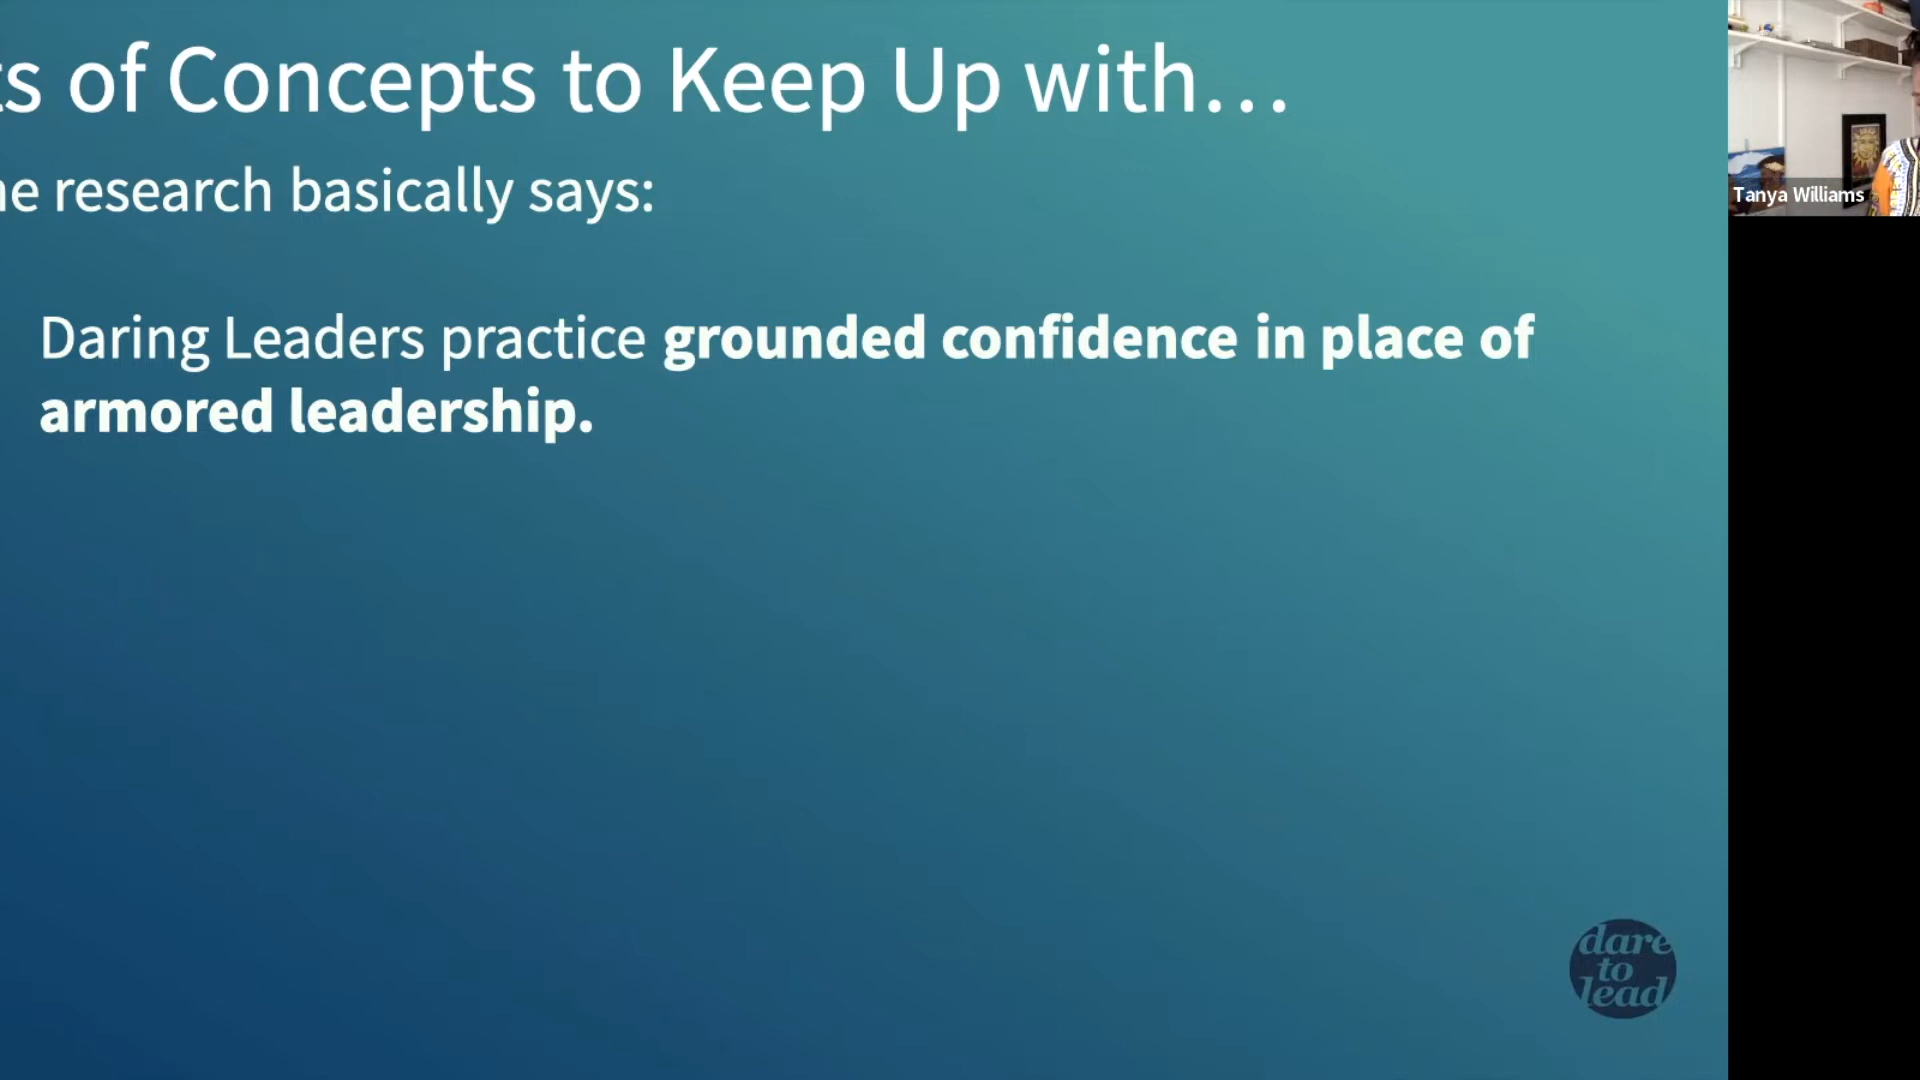 s of Concepts to Keep Up with...
he research basically says:
Daring Leaders practice grounded confidence in place of
armored leadership.
Tanya Williams
dare
to
lead